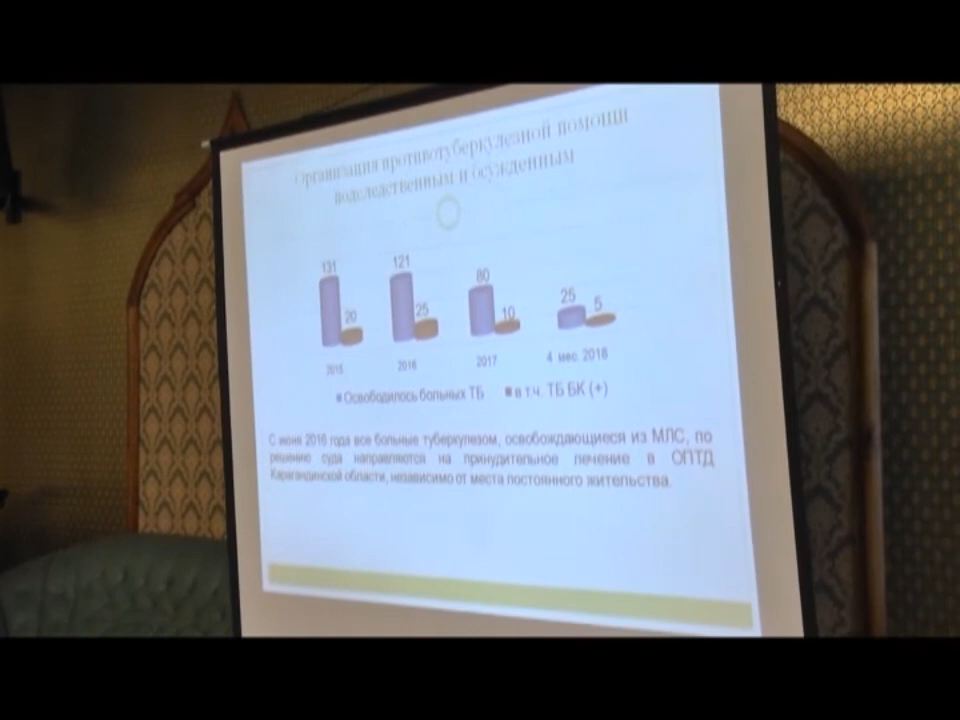 Организация противотуберкулезной помощи
подследственным и осужденным
131 121 80 25
20 25 10 5
2015 2016 2017 4 мес. 2018
Освободилось больных ТБ в т.ч. ТБ БК (+)
С июня 2016 года все больные туберкулезом, освобождающиеся из МЛС, по
решению суда направляются на принудительное лечение в ОПТД
Карагандинской области, независимо от места постоянного жительства.